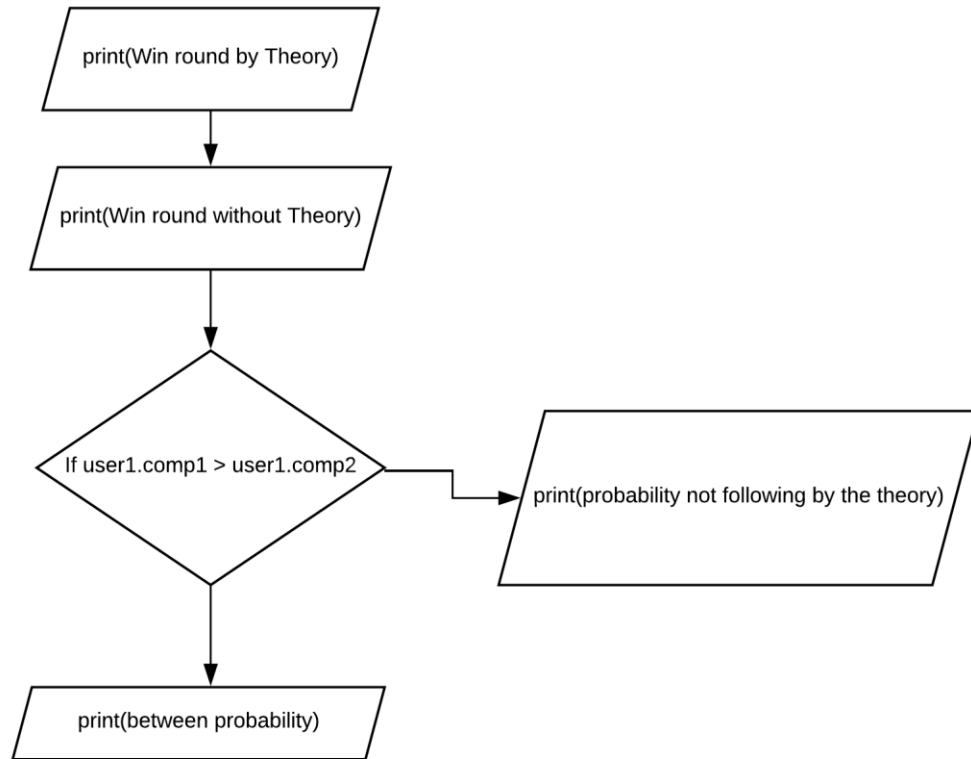 print(Win round by Theory)
print(Win round without Theory)
If user1.comp1 > user1.comp2
print(probability not following by the theory)
print(between probability)